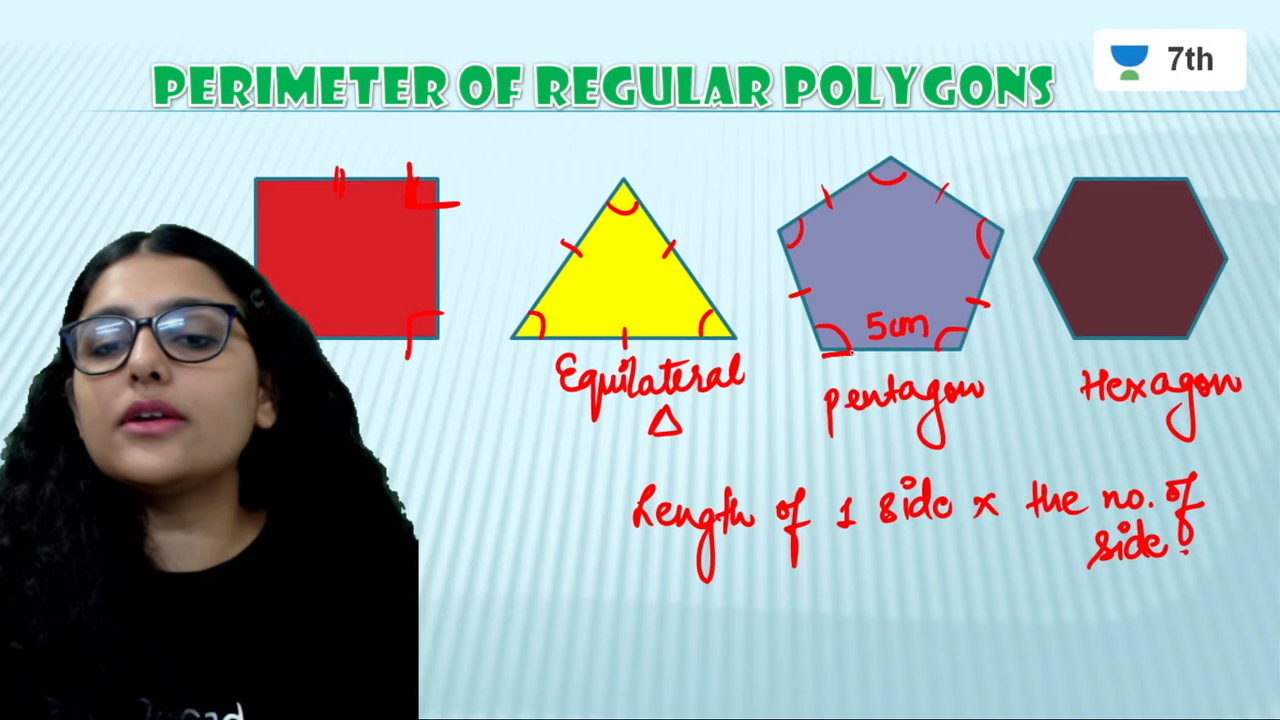 PERIMETER OF REGULAR POLYGONS
7th
5cm
Equilateral
Δ
Pentagon
Hexagon
Length of 1 side x the no. of
side.